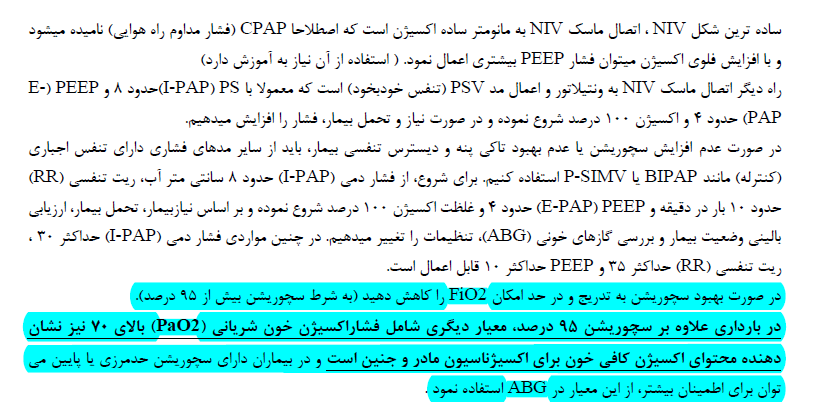 ساده ترین شکل NIV ، اتصال ماسک NIV به مانومتر ساده اکسیژن است که اصطلاحا CPAP (فشار مداوم راه هوایی) نامیده میشود
و با افزایش فلوی اکسیژن میتوان فشار PEEP بیشتری اعمال نمود. ( استفاده از آن نیاز به آموزش دارد)
راه دیگر اتصال ماسک NIV به ونتیلاتور و اعمال مد PSV (تنفس خودبخود) است که معمولا با PS (I-PAP)حدود ۸ و PEEP (E-
PAP) حدود ۴ و اکسیژن ۱۰۰ درصد شروع نموده و در صورت نیاز و تحمل بیمار، فشار را افزایش میدهیم.
در صورت عدم افزایش سچوریشن یا عدم بهبود تاکی پنه و دیسترس تنفسی بیمار، باید از سایر مدهای فشاری دارای تنفس اجباری
(کنترله) مانند BIPAP یا P-SIMV استفاده کنیم. برای شروع، از فشار دمی (I-PAP) حدود ۸ سانتی متر آب، ریت تنفسی (RR)
حدود ۱۰ بار در دقیقه و PEEP (E-PAP) حدود ۴ و غلظت اکسیژن ۱۰۰ درصد شروع نموده و بر اساس نیازبیمار، تحمل بیمار، ارزیابی
بالینی وضعیت بیمار و بررسی گازهای خونی (ABG)، تنظیمات را تغییر میدهیم. در چنین مواردی فشار دمی (I-PAP) حداکثر ۳۰ ،
ریت تنفسی (RR) حداکثر ۳۵ و PEEP حداکثر ۱۰ قابل اعمال است.
در صورت بهبود سچوریشن به تدریج و در حد امکان FiO2 را کاهش دهید (به شرط سچوریشن بیش از ۹۵ درصد).
در بارداری علاوه بر سچوریشن ۹۵ درصد، معیار دیگری شامل فشاراکسیژن خون شریانی (PaO2) بالای ۷۰ نیز نشان
دهنده محتوای اکسیژن کافی خون برای اکسیژناسیون مادر و جنین است و در بیماران دارای سچوریشن حدمرزی یا پایین می
توان برای اطمینان بیشتر، از این معیار در ABG استفاده نمود .